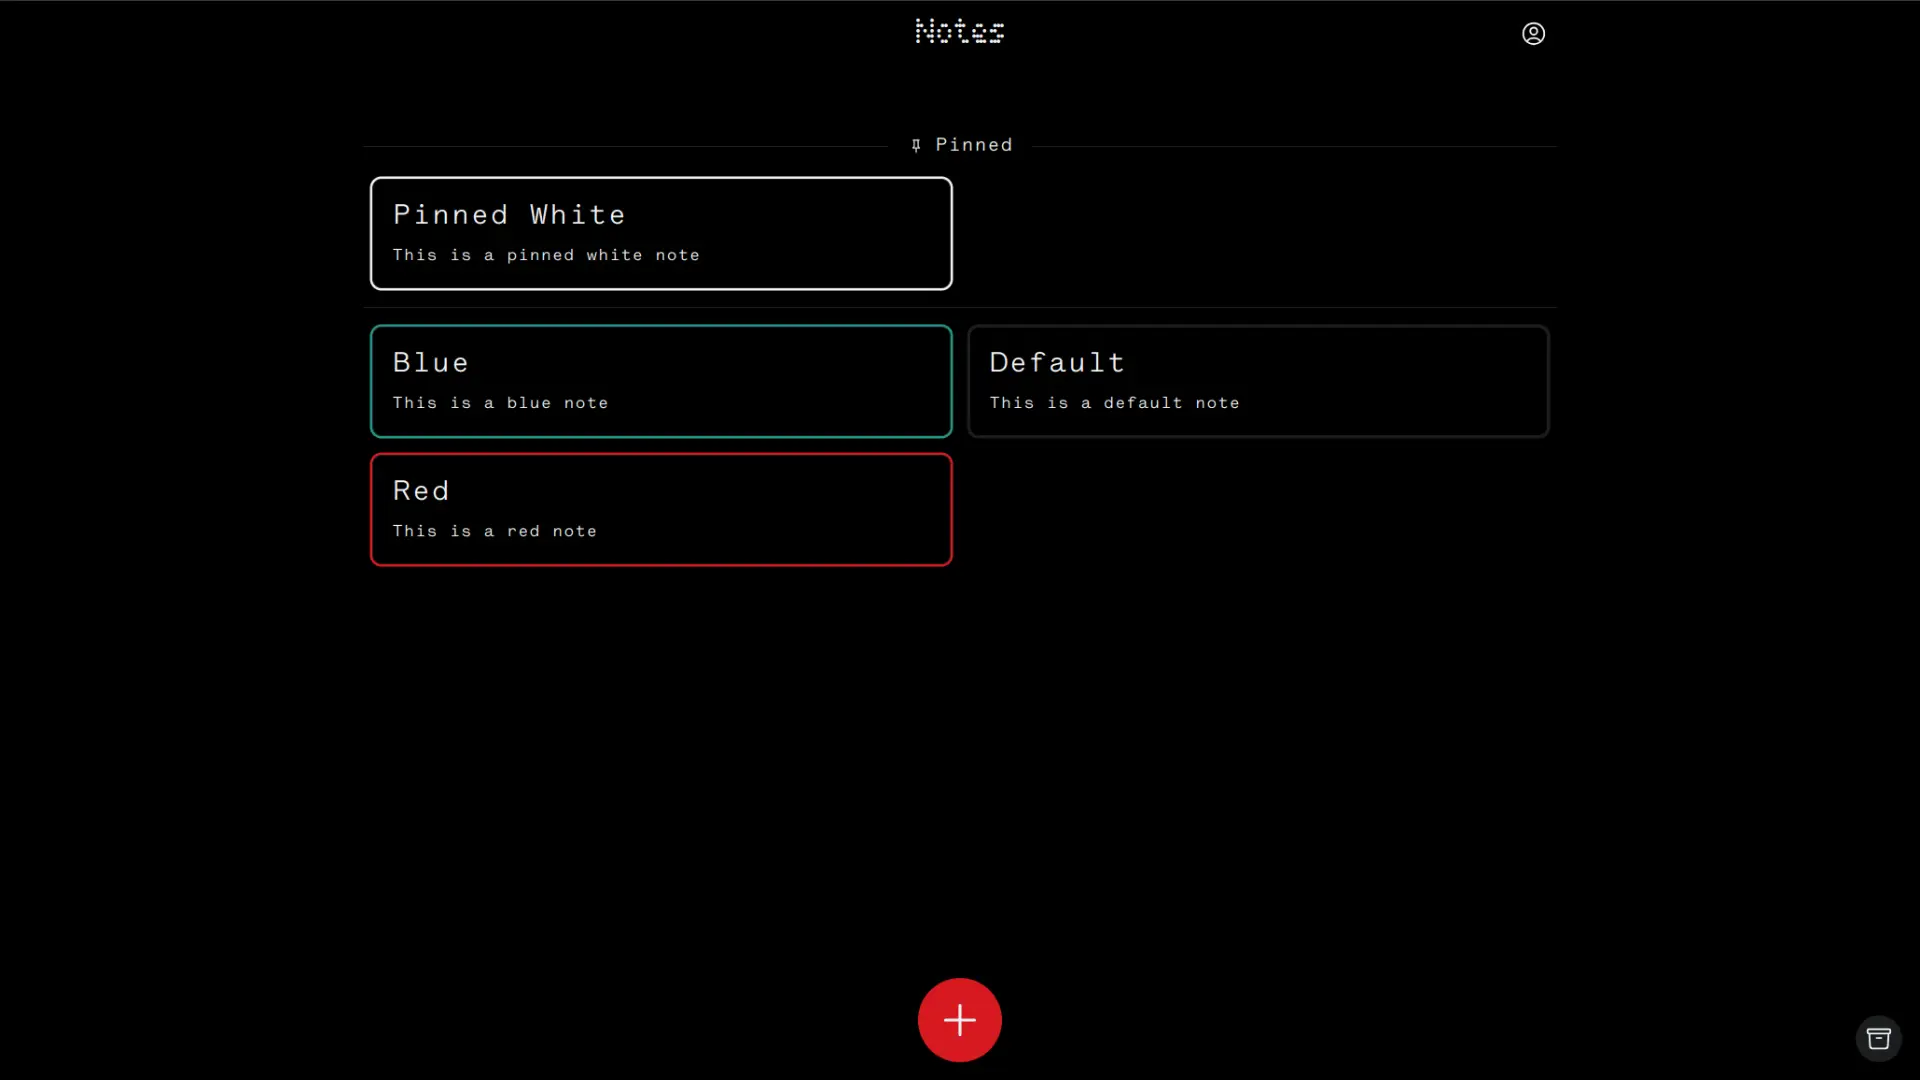 Notes
Pinned
Pinned White
This is a pinned white note
Blue
This is a blue note
Default
This is a default note
Red
This is a red note